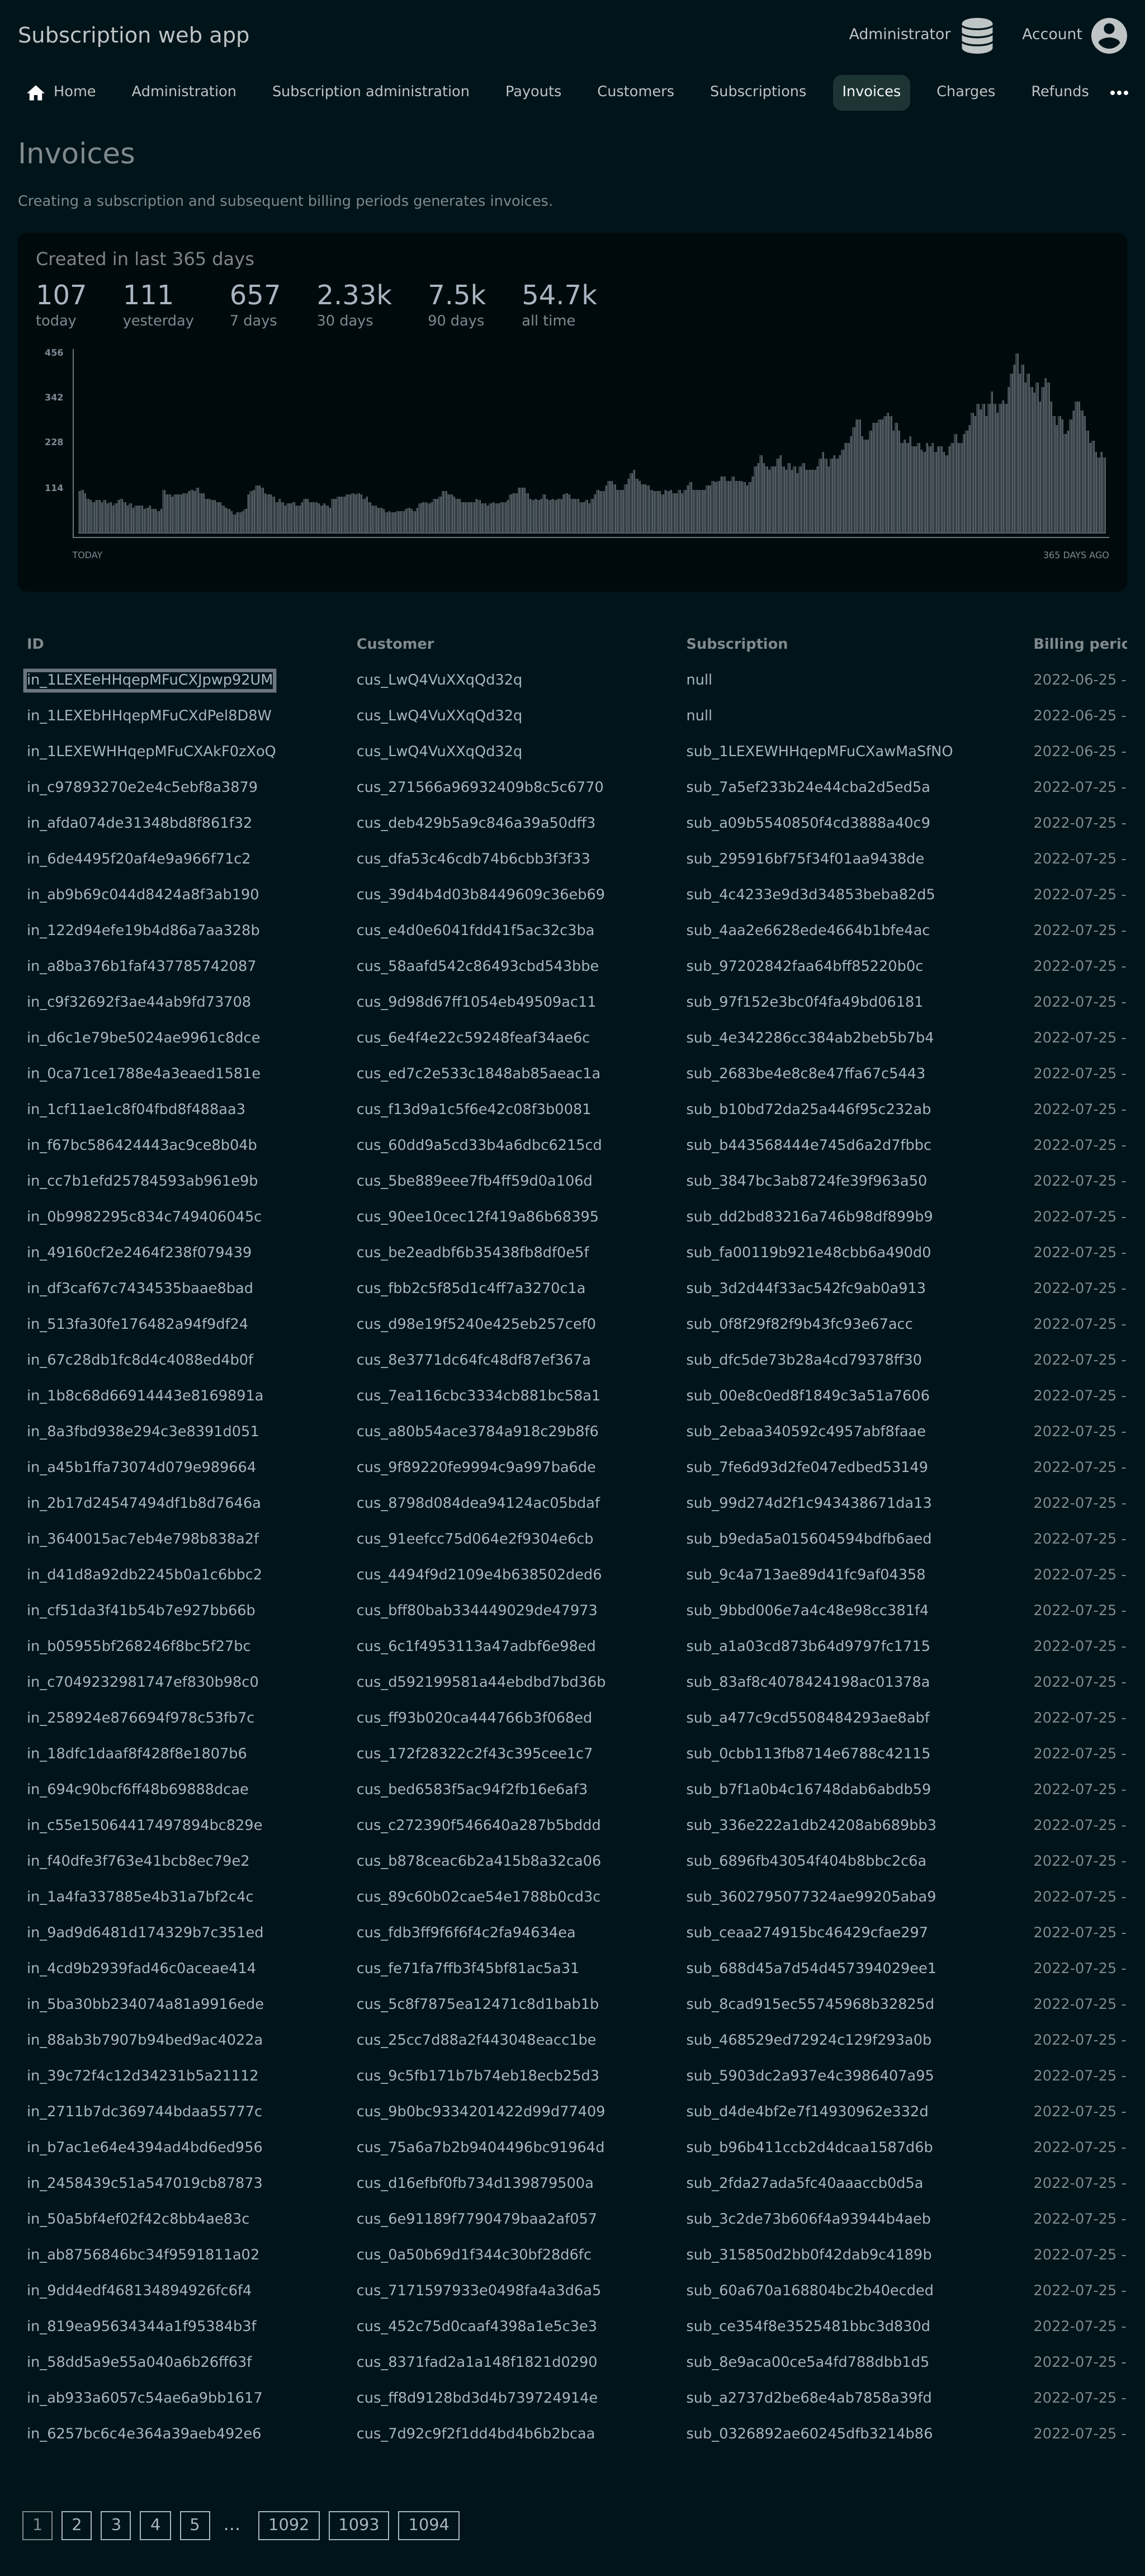 Subscription web app Administrator Account
Home Administration Subscription administration Payouts Customers Subscriptions Invoices Charges Refunds •••
Invoices
Creating a subscription and subsequent billing periods generates invoices.
Created in last 365 days
107 111 657 2.33k 7.5k 54.7k
today yesterday 7 days 30 days 90 days all time
456
342
228
114
TODAY 365 DAYS AGO
ID Customer Subscription Billing peric
in_1LEXEeHHqepMFuCXJpwp92UM cus_LwQ4VuXXqQd32q null 2022-06-25 -
in_1LEXEbHHqepMFuCXdPel8D8W cus_LwQ4VuXXqQd32q null 2022-06-25 -
in_1LEXEWHHqepMFuCXAkF0zXoQ cus_LwQ4VuXXqQd32q sub_1LEXEWHHqepMFuCXawMaSfNO 2022-06-25 -
in_c97893270e2e4c5ebf8a3879 cus_271566a96932409b8c5c6770 sub_7a5ef233b24e44cba2d5ed5a 2022-07-25 -
in_afda074de31348bd8f861f32 cus_deb429b5a9c846a39a50dff3 sub_a09b5540850f4cd3888a40c9 2022-07-25 -
in_6de4495f20af4e9a966f71c2 cus_dfa53c46cdb74b6cbb3f3f33 sub_295916bf75f34f01aa9438de 2022-07-25 -
in_ab9b69c044d8424a8f3ab190 cus_39d4b4d03b8449609c36eb69 sub_4c4233e9d3d34853beba82d5 2022-07-25 -
in_122d94efe19b4d86a7aa328b cus_e4d0e6041fdd41f5ac32c3ba sub_4aa2e6628ede4664b1bfe4ac 2022-07-25 -
in_a8ba376b1faf437785742087 cus_58aafd542c86493cbd543bbe sub_97202842faa64bff85220b0c 2022-07-25 -
in_c9f32692f3ae44ab9fd73708 cus_9d98d67ff1054eb49509ac11 sub_97f152e3bc0f4fa49bd06181 2022-07-25 -
in_d6c1e79be5024ae9961c8dce cus_6e4f4e22c59248feaf34ae6c sub_4e342286cc384ab2beb5b7b4 2022-07-25 -
in_0ca71ce1788e4a3eaed1581e cus_ed7c2e533c1848ab85aeac1a sub_2683be4e8c8e47ffa67c5443 2022-07-25 -
in_1cf11ae1c8f04fbd8f488aa3 cus_f13d9a1c5f6e42c08f3b0081 sub_b10bd72da25a446f95c232ab 2022-07-25 -
in_f67bc586424443ac9ce8b04b cus_60dd9a5cd33b4a6dbc6215cd sub_b443568444e745d6a2d7fbbc 2022-07-25 -
in_cc7b1efd25784593ab961e9b cus_5be889eee7fb4ff59d0a106d sub_3847bc3ab8724fe39f963a50 2022-07-25 -
in_0b9982295c834c749406045c cus_90ee10cec12f419a86b68395 sub_dd2bd83216a746b98df899b9 2022-07-25 -
in_49160cf2e2464f238f079439 cus_be2eadbf6b35438fb8df0e5f sub_fa00119b921e48cbb6a490d0 2022-07-25 -
in_df3caf67c7434535baae8bad cus_fbb2c5f85d1c4ff7a3270c1a sub_3d2d44f33ac542fc9ab0a913 2022-07-25 -
in_513fa30fe176482a94f9df24 cus_d98e19f5240e425eb257cef0 sub_0f8f29f82f9b43fc93e67acc 2022-07-25 -
in_67c28db1fc8d4c4088ed4b0f cus_8e3771dc64fc48df87ef367a sub_dfc5de73b28a4cd79378ff30 2022-07-25 -
in_1b8c68d66914443e8169891a cus_7ea116cbc3334cb881bc58a1 sub_00e8c0ed8f1849c3a51a7606 2022-07-25 -
in_8a3fbd938e294c3e8391d051 cus_a80b54ace3784a918c29b8f6 sub_2ebaa340592c4957abf8faae 2022-07-25 -
in_a45b1ffa73074d079e989664 cus_9f89220fe9994c9a997ba6de sub_7fe6d93d2fe047edbed53149 2022-07-25 -
in_2b17d24547494df1b8d7646a cus_8798d084dea94124ac05bdaf sub_99d274d2f1c943438671da13 2022-07-25 -
in_3640015ac7eb4e798b838a2f cus_91eefcc75d064e2f9304e6cb sub_b9eda5a015604594bdfb6aed 2022-07-25 -
in_d41d8a92db2245b0a1c6bbc2 cus_4494f9d2109e4b638502ded6 sub_9c4a713ae89d41fc9af04358 2022-07-25 -
in_cf51da3f41b54b7e927bb66b cus_bff80bab334449029de47973 sub_9bbd006e7a4c48e98cc381f4 2022-07-25 -
in_b05955bf268246f8bc5f27bc cus_6c1f4953113a47adbf6e98ed sub_a1a03cd873b64d9797fc1715 2022-07-25 -
in_c7049232981747ef830b98c0 cus_d592199581a44ebdbd7bd36b sub_83af8c4078424198ac01378a 2022-07-25 -
in_258924e876694f978c53fb7c cus_ff93b020ca444766b3f068ed sub_a477c9cd5508484293ae8abf 2022-07-25 -
in_18dfc1daaf8f428f8e1807b6 cus_172f28322c2f43c395cee1c7 sub_0cbb113fb8714e6788c42115 2022-07-25 -
in_694c90bcf6ff48b69888dcae cus_bed6583f5ac94f2fb16e6af3 sub_b7f1a0b4c16748dab6abdb59 2022-07-25 -
in_c55e15064417497894bc829e cus_c272390f546640a287b5bddd sub_336e222a1db24208ab689bb3 2022-07-25 -
in_f40dfe3f763e41bcb8ec79e2 cus_b878ceac6b2a415b8a32ca06 sub_6896fb43054f404b8bbc2c6a 2022-07-25 -
in_1a4fa337885e4b31a7bf2c4c cus_89c60b02cae54e1788b0cd3c sub_3602795077324ae99205aba9 2022-07-25 -
in_9ad9d6481d174329b7c351ed cus_fdb3ff9f6f6f4c2fa94634ea sub_ceaa274915bc46429cfae297 2022-07-25 -
in_4cd9b2939fad46c0aceae414 cus_fe71fa7ffb3f45bf81ac5a31 sub_688d45a7d54d457394029ee1 2022-07-25 -
in_5ba30bb234074a81a9916ede cus_5c8f7875ea12471c8d1bab1b sub_8cad915ec55745968b32825d 2022-07-25 -
in_88ab3b7907b94bed9ac4022a cus_25cc7d88a2f443048eacc1be sub_468529ed72924c129f293a0b 2022-07-25 -
in_39c72f4c12d34231b5a21112 cus_9c5fb171b7b74eb18ecb25d3 sub_5903dc2a937e4c3986407a95 2022-07-25 -
in_2711b7dc369744bdaa55777c cus_9b0bc9334201422d99d77409 sub_d4de4bf2e7f14930962e332d 2022-07-25 -
in_b7ac1e64e4394ad4bd6ed956 cus_75a6a7b2b9404496bc91964d sub_b96b411ccb2d4dcaa1587d6b 2022-07-25 -
in_2458439c51a547019cb87873 cus_d16efbf0fb734d139879500a sub_2fda27ada5fc40aaaccb0d5a 2022-07-25 -
in_50a5bf4ef02f42c8bb4ae83c cus_6e91189f7790479baa2af057 sub_3c2de73b606f4a93944b4aeb 2022-07-25 -
in_ab8756846bc34f9591811a02 cus_0a50b69d1f344c30bf28d6fc sub_315850d2bb0f42dab9c4189b 2022-07-25 -
in_9dd4edf468134894926fc6f4 cus_7171597933e0498fa4a3d6a5 sub_60a670a168804bc2b40ecded 2022-07-25 -
in_819ea95634344a1f95384b3f cus_452c75d0caaf4398a1e5c3e3 sub_ce354f8e3525481bbc3d830d 2022-07-25 -
in_58dd5a9e55a040a6b26ff63f cus_8371fad2a1a148f1821d0290 sub_8e9aca00ce5a4fd788dbb1d5 2022-07-25 -
in_ab933a6057c54ae6a9bb1617 cus_ff8d9128bd3d4b739724914e sub_a2737d2be68e4ab7858a39fd 2022-07-25 -
in_6257bc6c4e364a39aeb492e6 cus_7d92c9f2f1dd4bd4b6b2bcaa sub_0326892ae60245dfb3214b86 2022-07-25 -
1 2 3 4 5 ... 1092 1093 1094